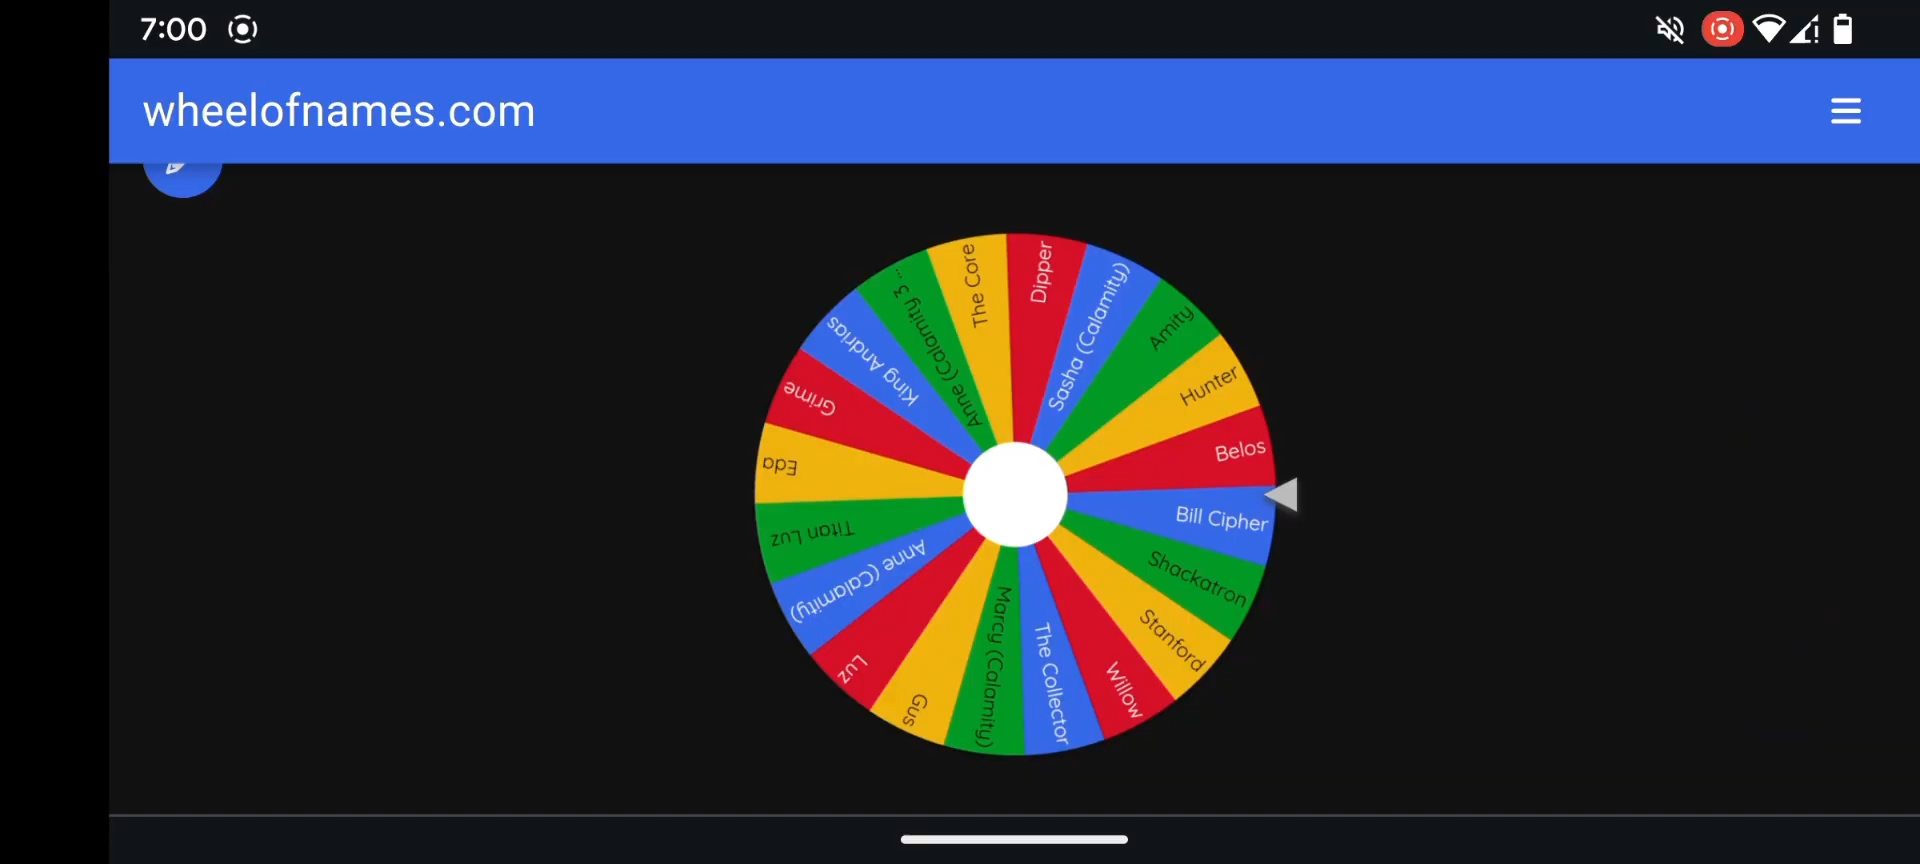 7:00
wheelofnames.com
Dipper
Sasha (Calamity)
Amity
Hunter
Belos
Bill Cipher
Shackatron
Stanford
Willow
The Collector
Marcy (Calamity)
Gus
Luz
Anne (Calamity)
Titan Luz
Eda
Grime
King Andrias
Anne (Calamity 3 ...
The Core